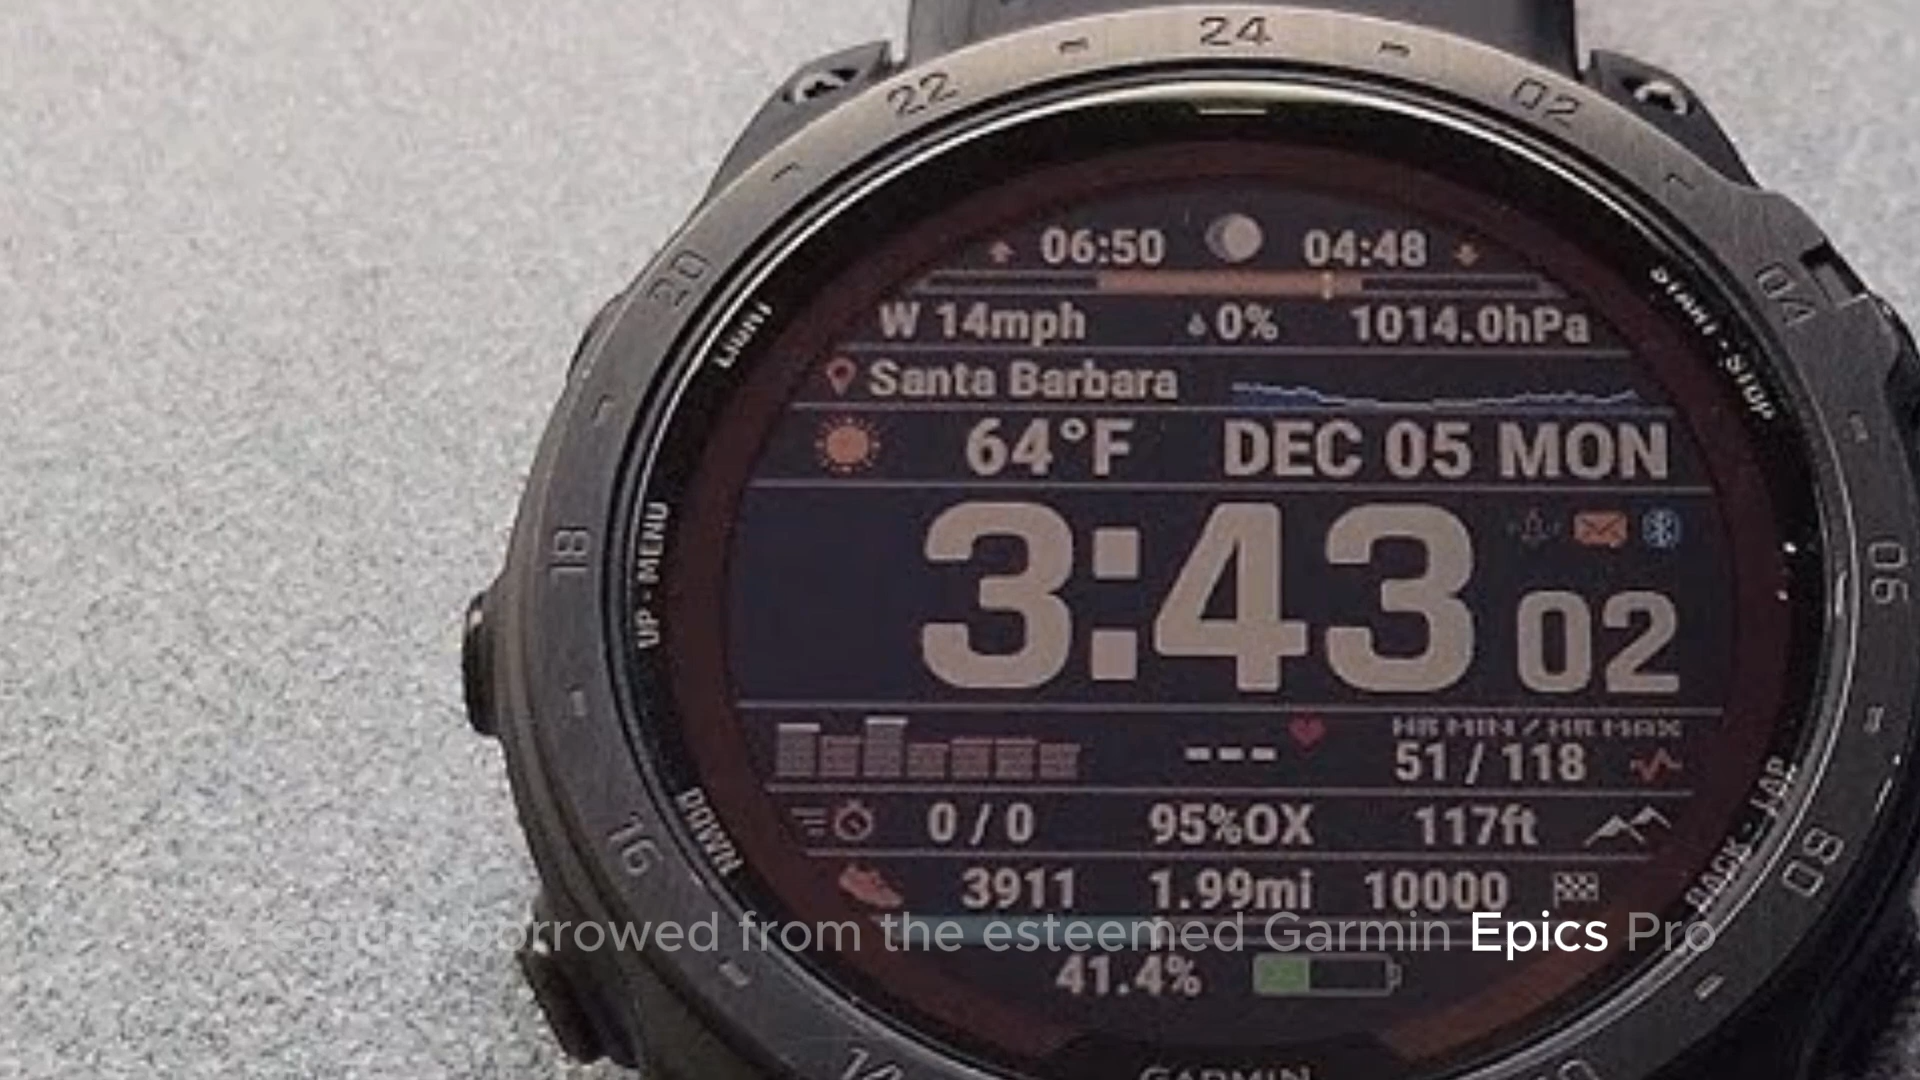 24
22
02
20
04
06:50 04:48
LIGHT
START · STOP
W 14mph 0% 1014.0hPa
Santa Barbara
64°F DEC 05 MON
18
UP · MENU
3:43 02
06
HR MIN / HR MAX
--- 51 / 118
DOWN
BACK · LAP
16
08
0 / 0 95%OX 117ft
3911 1.99mi 10000
borrowed from the esteemed Garmin Epics Pro
41.4%
14
GARMIN